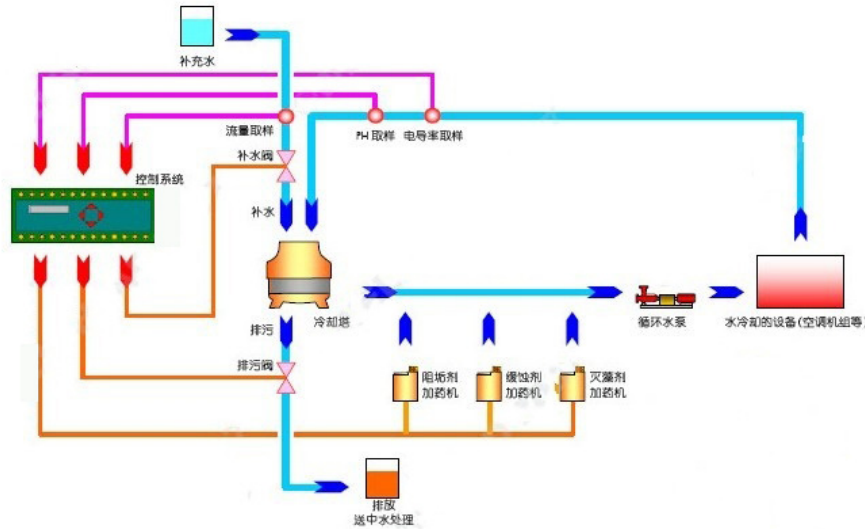 补充水
流量取样
PH 取样
电导率取样
补水阀
控制系统
补水
冷却塔
循环水泵
水冷却的设备(空调机组等)
排污
排污阀
阻垢剂
加药机
缓蚀剂
加药机
灭藻剂
加药机
排放
送中水处理